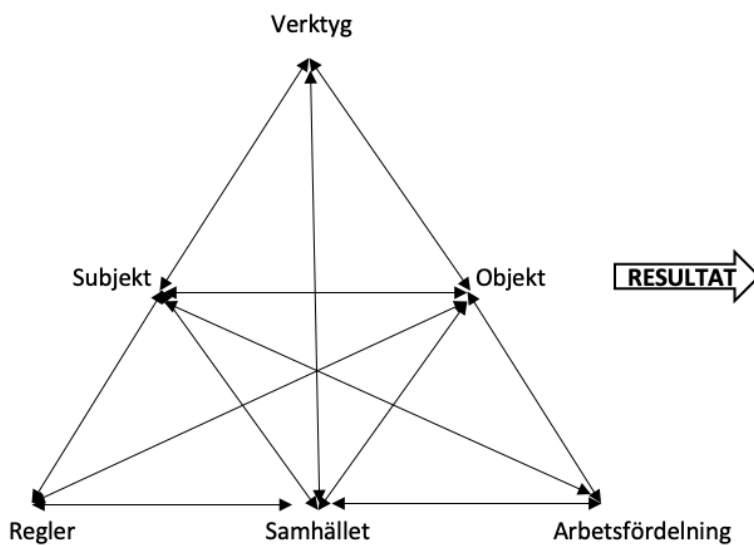 Verktyg
Subjekt
Objekt
RESULTAT
Regler
Samhället
Arbetsfördelning